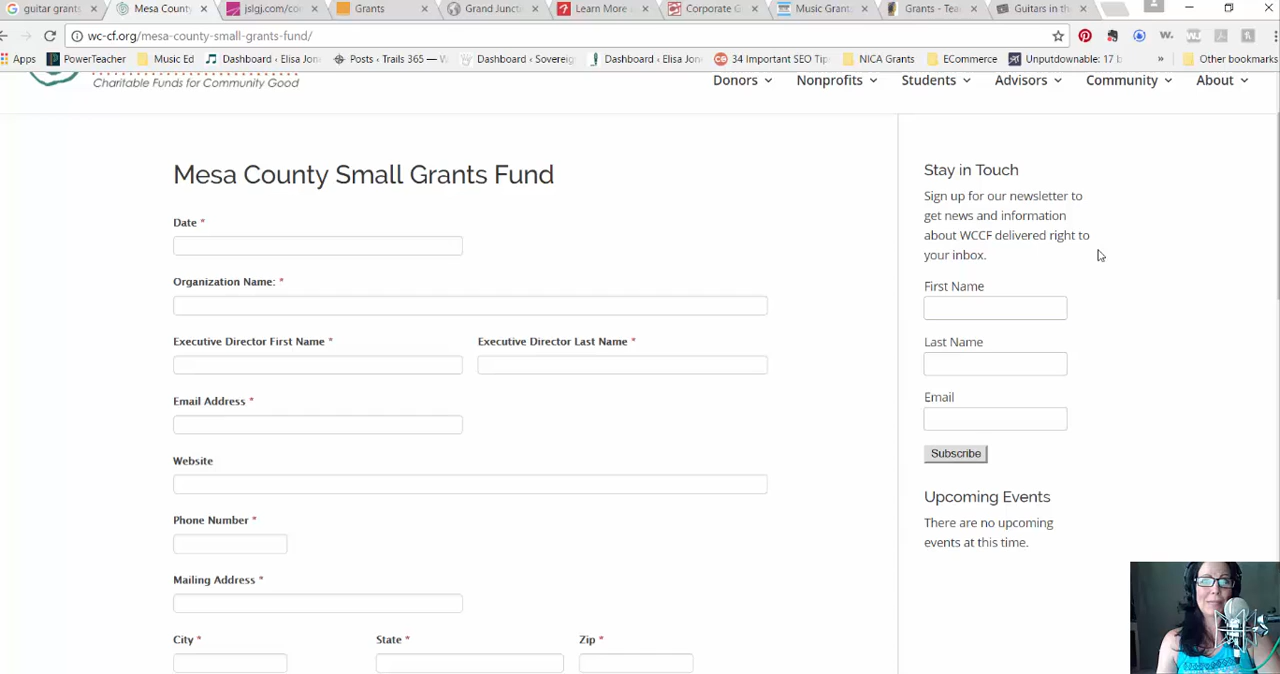 guitar grants
Mesa County
jslgj.com/co
Grants
Grand Junct
Learn More
Corporate G
Music Grant
Grants - Tea
Guitars in th
wc-cf.org/mesa-county-small-grants-fund/
Apps
PowerTeacher
Music Ed
Dashboard ‹ Elisa Jo
Posts ‹ Trails 365 — W
Dashboard ‹ Sovereig
Dashboard ‹ Elisa Jon
34 Important SEO Tip
NICA Grants
ECommerce
Unputdownable: 17 b
»
Other bookmarks
Charitable Funds for Community Good
Donors
Nonprofits
Students
Advisors
Community
About
Mesa County Small Grants Fund
Date *
Organization Name: *
Executive Director First Name *
Executive Director Last Name *
Email Address *
Website
Phone Number *
Mailing Address *
City *
State *
Zip *
Stay in Touch
Sign up for our newsletter to
get news and information
about WCCF delivered right to
your inbox.
First Name
Last Name
Email
Subscribe
Upcoming Events
There are no upcoming
events at this time.